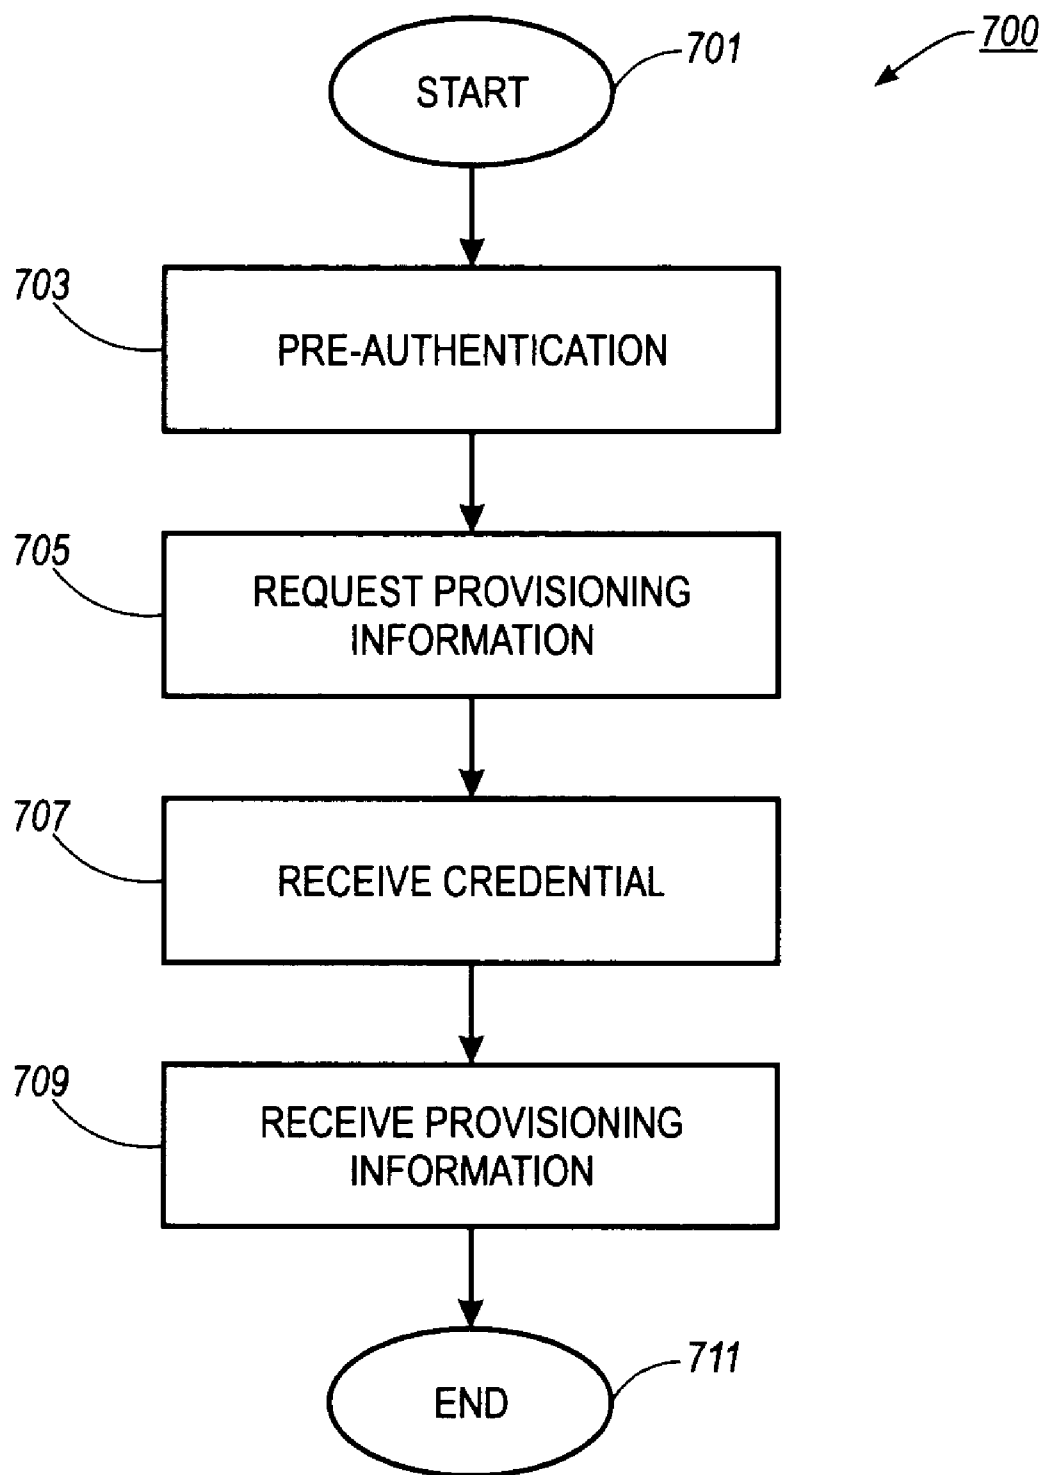 700
START
701
703
PRE-AUTHENTICATION
705
REQUEST PROVISIONING
INFORMATION
707
RECEIVE CREDENTIAL
709
RECEIVE PROVISIONING
INFORMATION
END
711